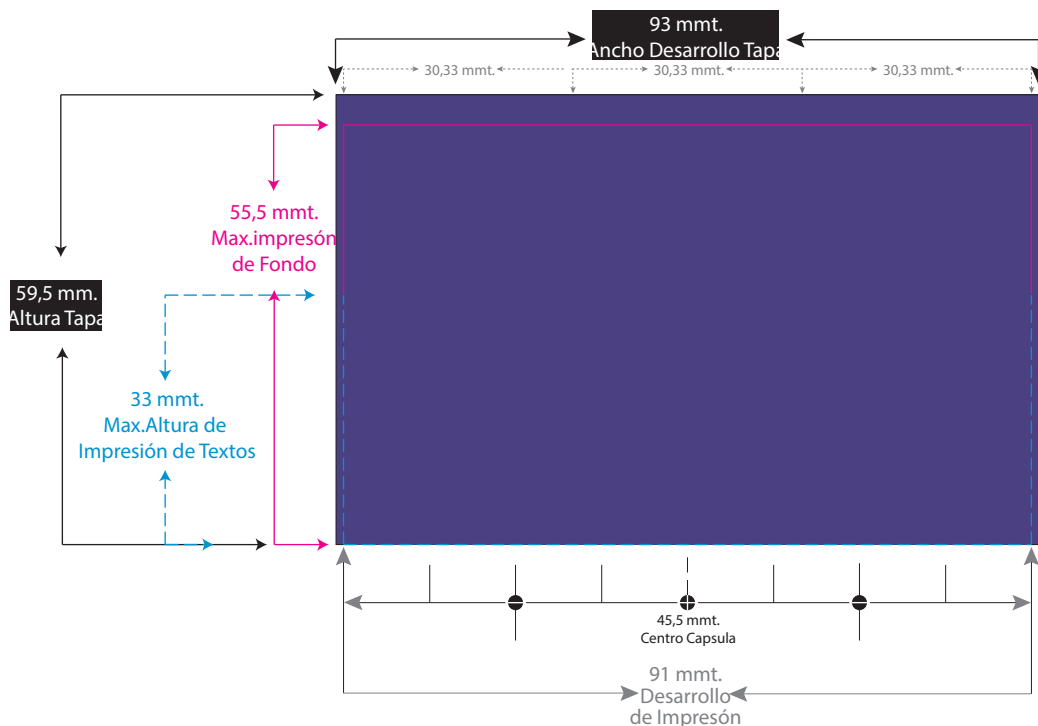 93 mmt.
Ancho Desarrollo Tapa
30,33 mmt.
30,33 mmt.
30,33 mmt.
55,5 mmt.
Max.impresón
de Fondo
59,5 mm.
Altura Tapa
33 mmt.
Max.Altura de
Impresión de Textos
45,5 mmt.
Centro Capsula
91 mmt.
Desarrollo
de Impresón